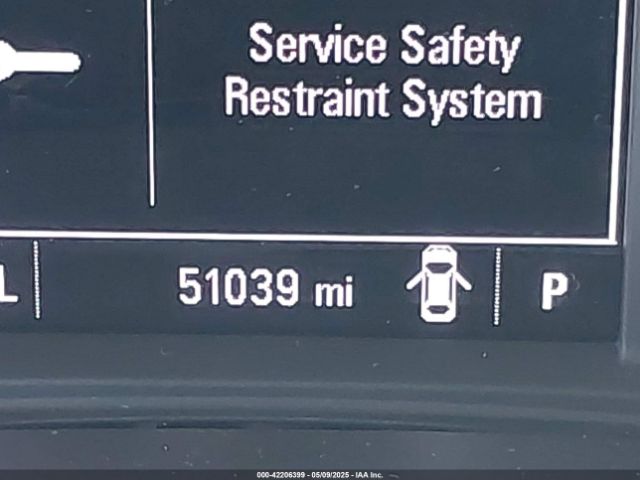 Service Safety
Restraint System
L 51039 mi P
000-42206399 - 05/09/2025 - IAA Inc.